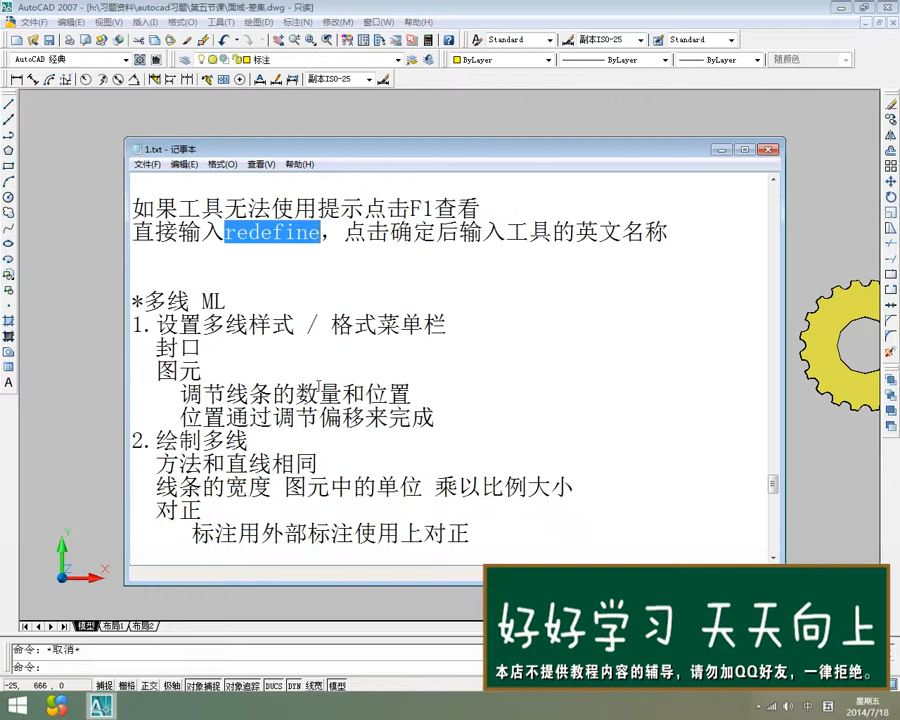 AutoCAD 2007 - [h:\习题资料\autocad习题\第五节课\面域-差集.dwg - 只读]
文件(F) 编辑(E) 视图(V) 插入(I) 格式(O) 工具(T) 绘图(D) 标注(N) 修改(M) 窗口(W) 帮助(H)
Standard 副本ISO-25 Standard
AutoCAD 经典 标注 ByLayer ByLayer ByLayer 随颜色
副本ISO-25
1.txt - 记事本
文件(F) 编辑(E) 格式(O) 查看(V) 帮助(H)
如果工具无法使用提示点击F1查看
直接输入redefine，点击确定后输入工具的英文名称
*多线 ML
1.设置多线样式 / 格式菜单栏
封口
图元
调节线条的数量和位置
位置通过调节偏移来完成
2.绘制多线
方法和直线相同
线条的宽度 图元中的单位 乘以比例大小
对正
标注用外部标注使用上对正
Y
Z X
模型 布局1 布局2
好好学习 天天向上
本店不提供教程内容的辅导，请勿加QQ好友，一律拒绝。
命令: *取消*
命令:
-25, 666 , 0 捕捉 栅格 正交 极轴 对象捕捉 对象追踪 DUCS DYN 线宽 模型
中 五 星期五
2014/7/18